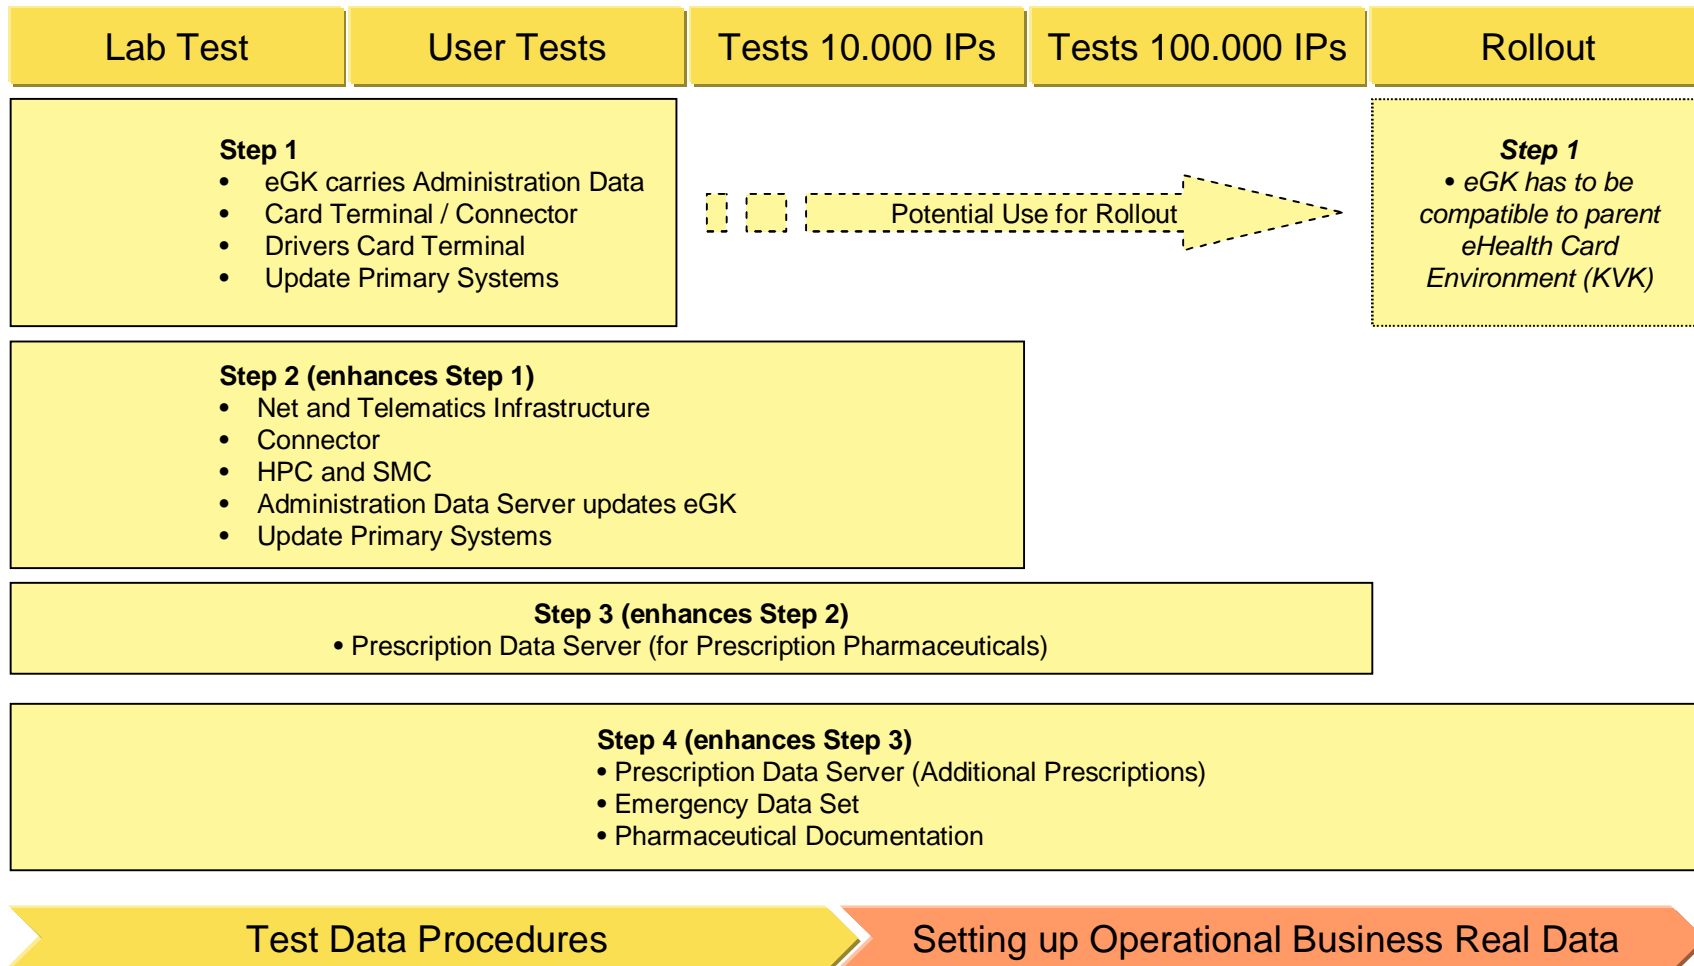 Lab Test
User Tests
Tests 10.000 IPs
Tests 100.000 IPs
Rollout
Step 1
• eGK carries Administration Data
• Card Terminal / Connector
• Drivers Card Terminal
• Update Primary Systems
Potential Use for Rollout
Step 1
• eGK has to be
compatible to parent
eHealth Card
Environment (KVK)
Step 2 (enhances Step 1)
• Net and Telematics Infrastructure
• Connector
• HPC and SMC
• Administration Data Server updates eGK
• Update Primary Systems
Step 3 (enhances Step 2)
• Prescription Data Server (for Prescription Pharmaceuticals)
Step 4 (enhances Step 3)
• Prescription Data Server (Additional Prescriptions)
• Emergency Data Set
• Pharmaceutical Documentation
Test Data Procedures
Setting up Operational Business Real Data